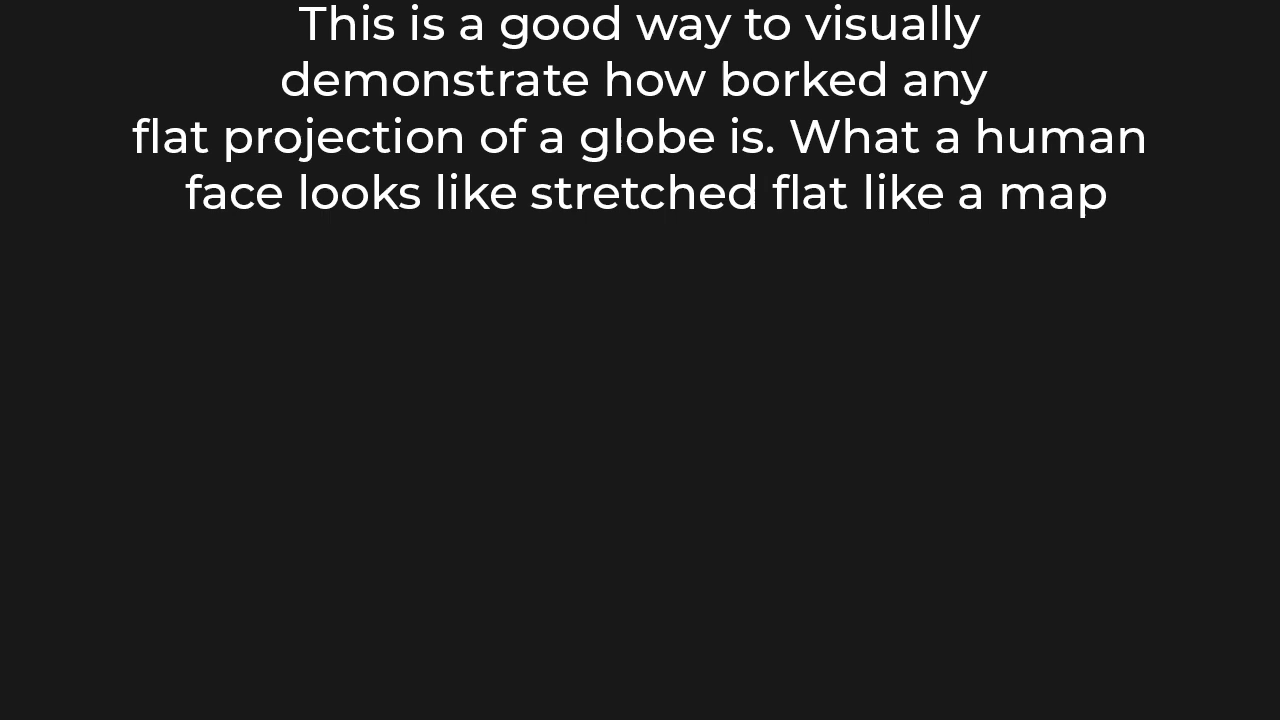 This is a good way to visually
demonstrate how borked any
flat projection of a globe is. What a human
face looks like stretched flat like a map